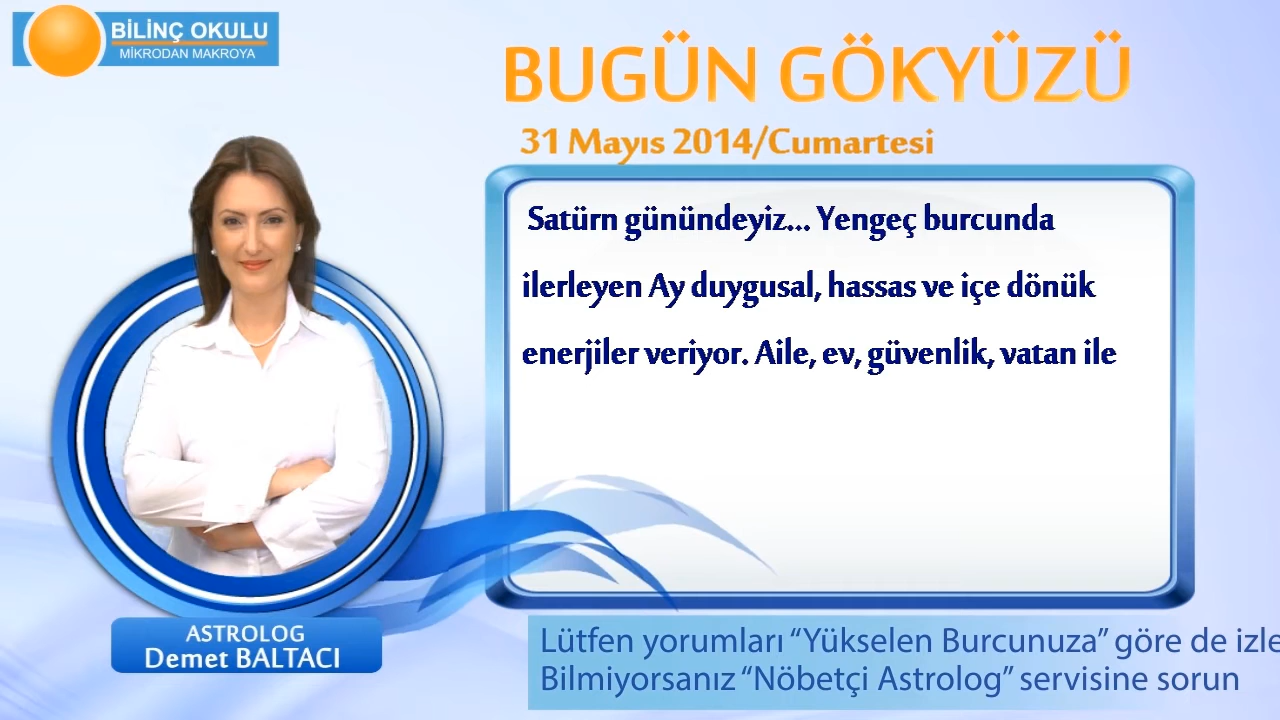 BİLİNÇ OKULU
MİKRODAN MAKROYA
BUGÜN GÖKYÜZÜ
31 Mayıs 2014/Cumartesi
Satürn günündeyiz... Yengeç burcunda
ilerleyen Ay duygusal, hassas ve içe dönük
enerjiler veriyor. Aile, ev, güvenlik, vatan ile
ASTROLOG
Demet BALTACI
Lütfen yorumları “Yükselen Burcunuza” göre de izle
Bilmiyorsanız “Nöbetçi Astrolog” servisine sorun